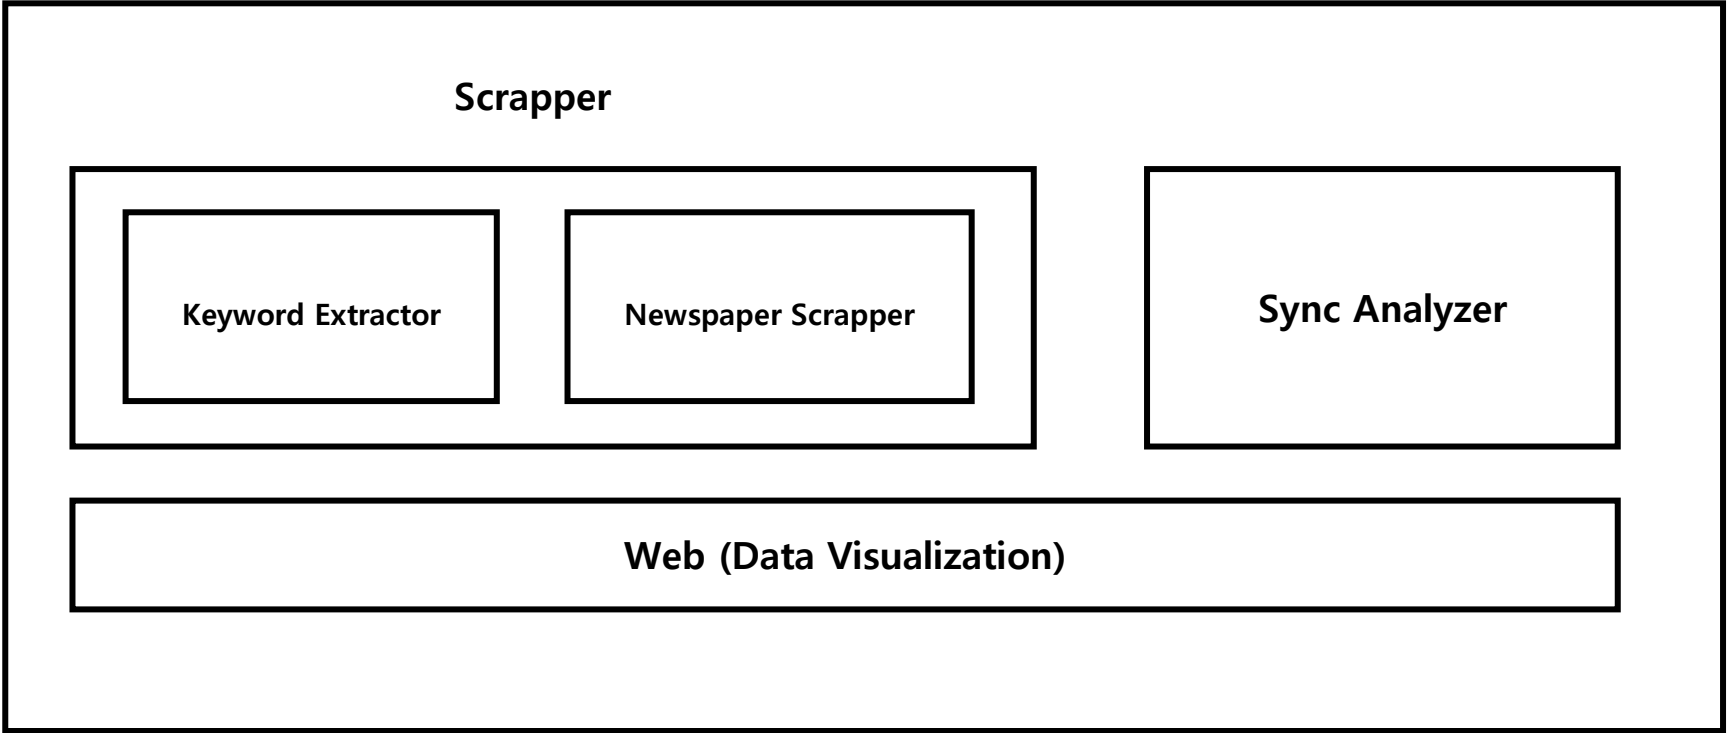 Scrapper
Keyword Extractor
Newspaper Scrapper
Sync Analyzer
Web (Data Visualization)